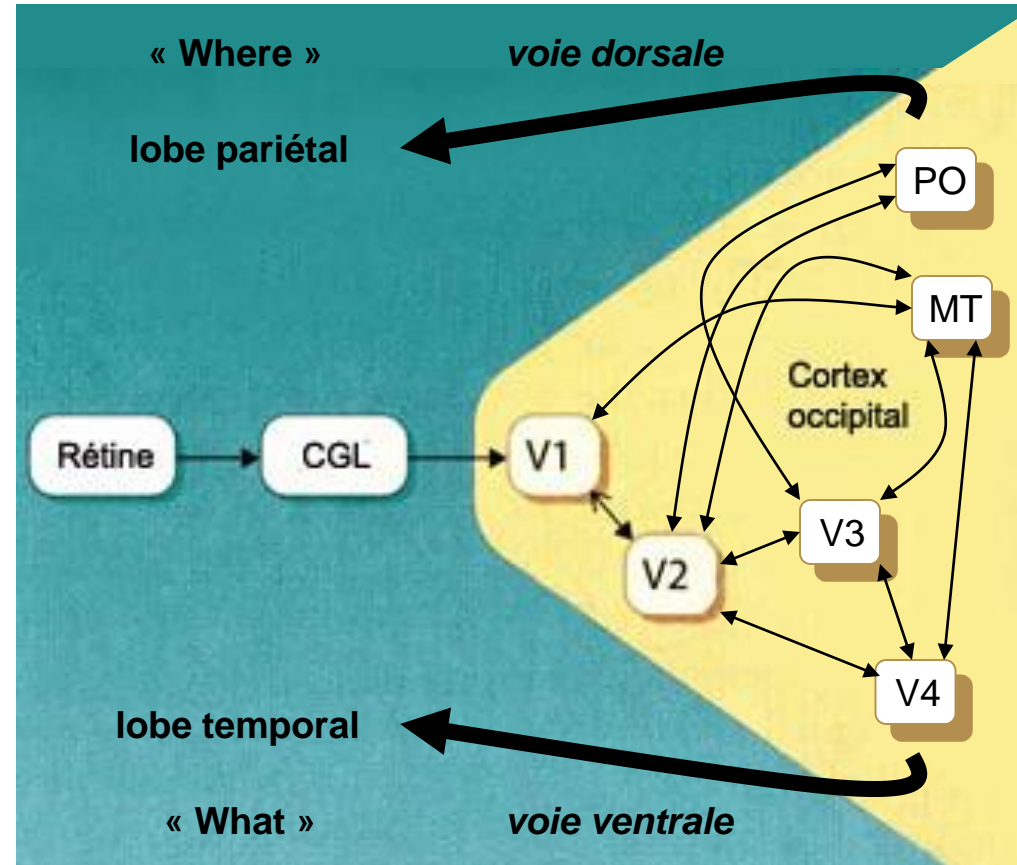 « Where » voie dorsale
lobe pariétal
PO
MT
Cortex
occipital
Rétine CGL V1
V3
V2
V4
lobe temporal
« What » voie ventrale